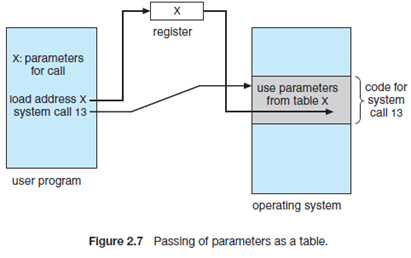 X
register
X: parameters
for call
load address X
system call 13
user program
use parameters
from table X
code for
system
call 13
operating system
Figure 2.7 Passing of parameters as a table.